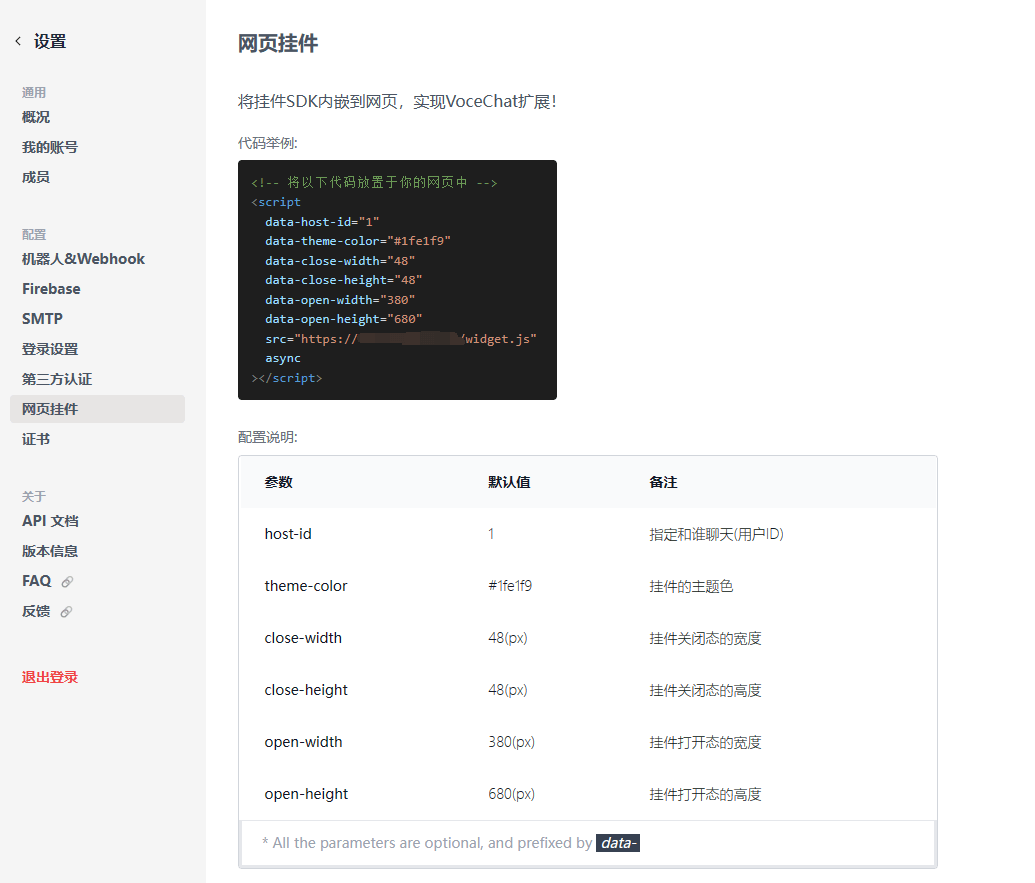 设置
通用
概况
我的账号
成员
配置
机器人&Webhook
Firebase
SMTP
登录设置
第三方认证
网页挂件
证书
关于
API 文档
版本信息
FAQ
反馈
退出登录
网页挂件
将挂件SDK内嵌到网页，实现VoceChat扩展！
代码举例:
<!-- 将以下代码放置于你的网页中 -->
<script
data-host-id="1"
data-theme-color="#1fe1f9"
data-close-width="48"
data-close-height="48"
data-open-width="380"
data-open-height="680"
src="https:// /widget.js"
async
></script>
配置说明:
参数 默认值 备注
host-id 1 指定和谁聊天(用户ID)
theme-color #1fe1f9 挂件的主题色
close-width 48(px) 挂件关闭态的宽度
close-height 48(px) 挂件关闭态的高度
open-width 380(px) 挂件打开态的宽度
open-height 680(px) 挂件打开态的高度
* All the parameters are optional, and prefixed by data-